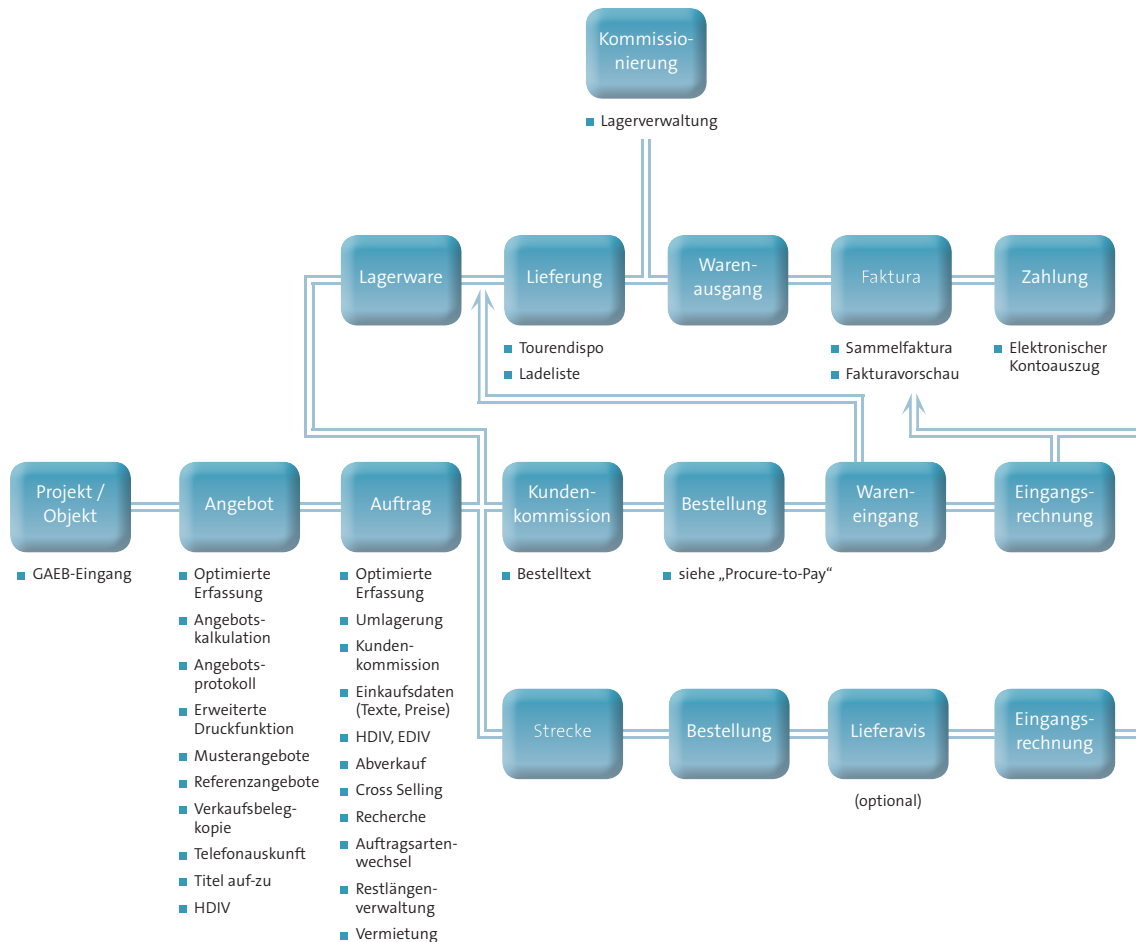 Kommissio-
nierung
Lagerverwaltung
Lagerware
Lieferung
Waren-
ausgang
Faktura
Zahlung
Tourendispo
Ladeliste
Sammelfaktura
Fakturavorschau
Elektronischer
Kontoauszug
Projekt /
Objekt
Angebot
Auftrag
Kunden-
kommission
Bestellung
Waren-
eingang
Eingangs-
rechnung
GAEB-Eingang
Optimierte
Erfassung
Angebots-
kalkulation
Angebots-
protokoll
Erweiterte
Druckfunktion
Musterangebote
Referenzangebote
Verkaufsbeleg-
kopie
Telefonauskunft
Titel auf-zu
HDIV
Optimierte
Erfassung
Umlagerung
Kunden-
kommission
Einkaufsdaten
(Texte, Preise)
HDIV, EDIV
Abverkauf
Cross Selling
Recherche
Auftragsarten-
wechsel
Restlängen-
verwaltung
Vermietung
Bestelltext
siehe „Procure-to-Pay“
Strecke
Bestellung
Lieferavis
Eingangs-
rechnung
(optional)